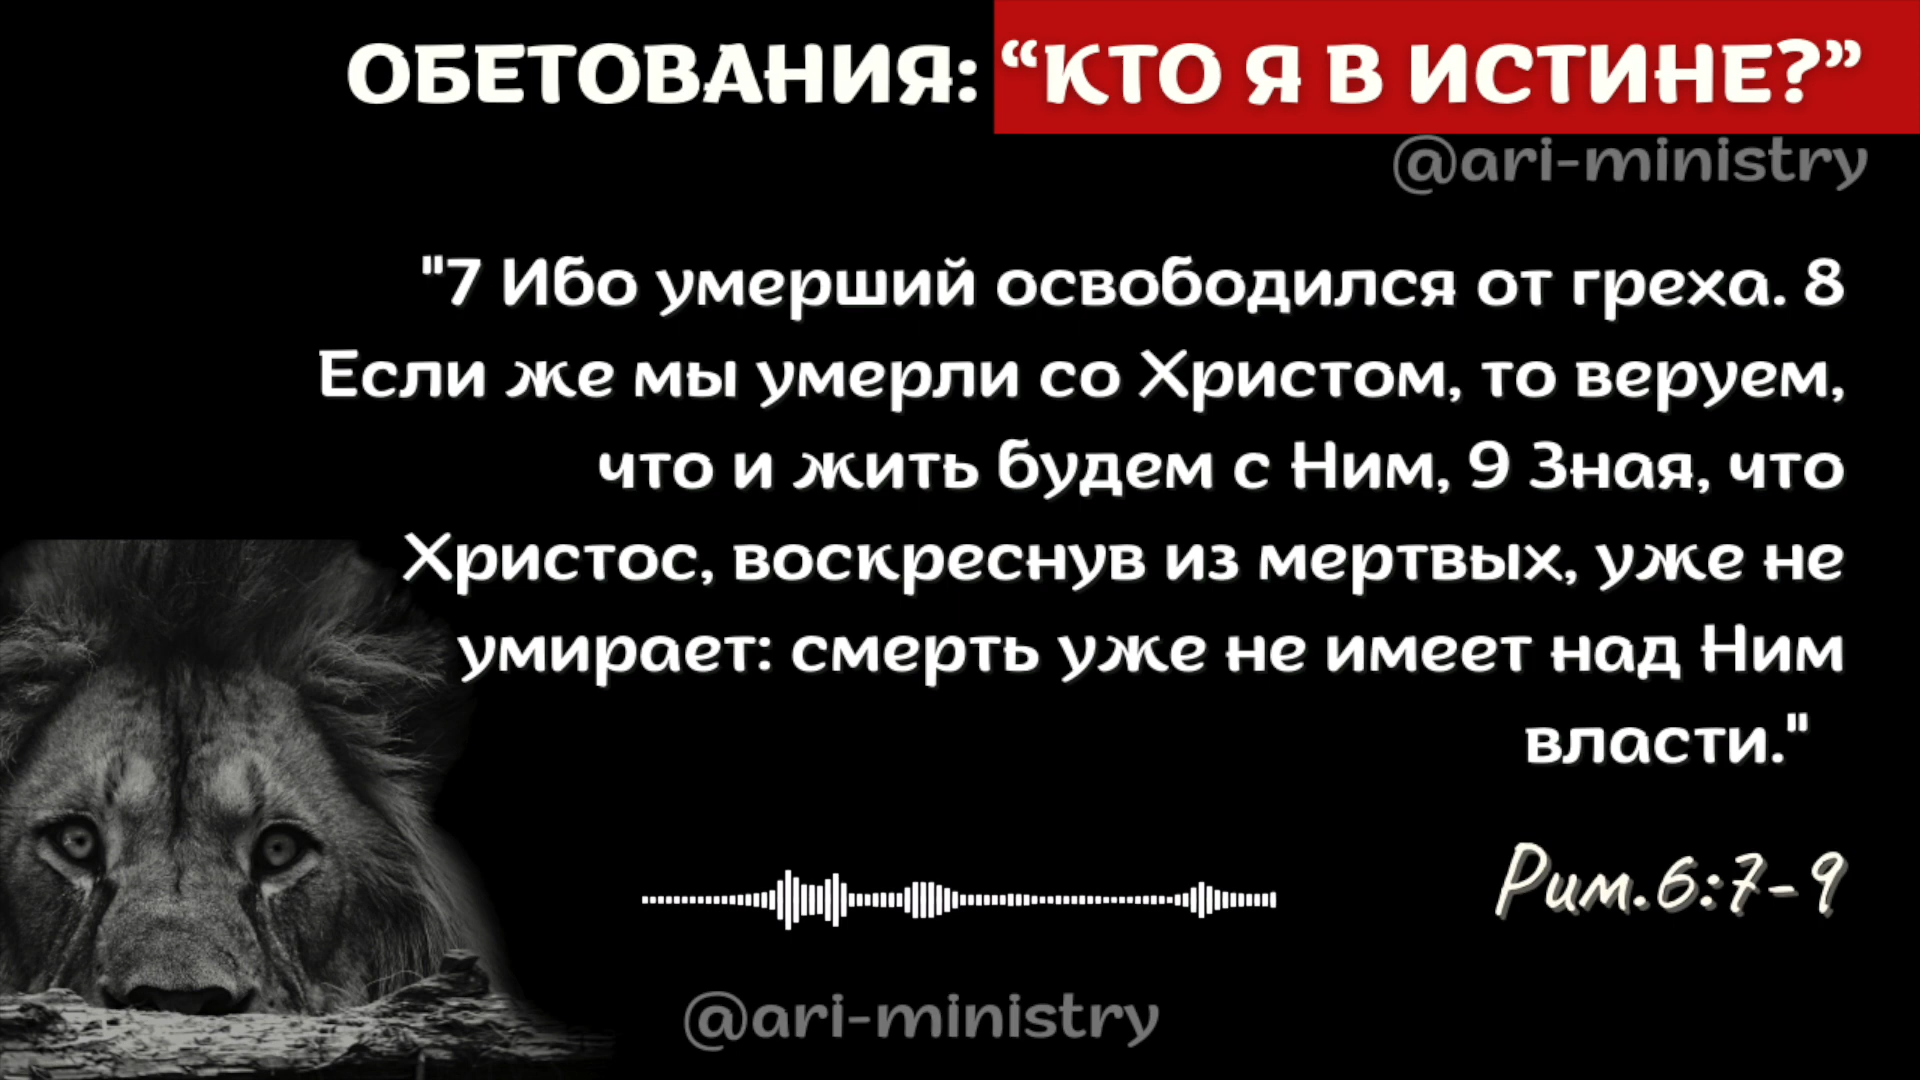 ОБЕТОВАНИЯ: “КТО Я В ИСТИНЕ?”
@ari-ministry
"7 Ибо умерший освободился от греха. 8
Если же мы умерли со Христом, то веруем,
что и жить будем с Ним, 9 Зная, что
Христос, воскреснув из мертвых, уже не
умирает: смерть уже не имеет над Ним
власти."
Рим.6:7-9
@ari-ministry